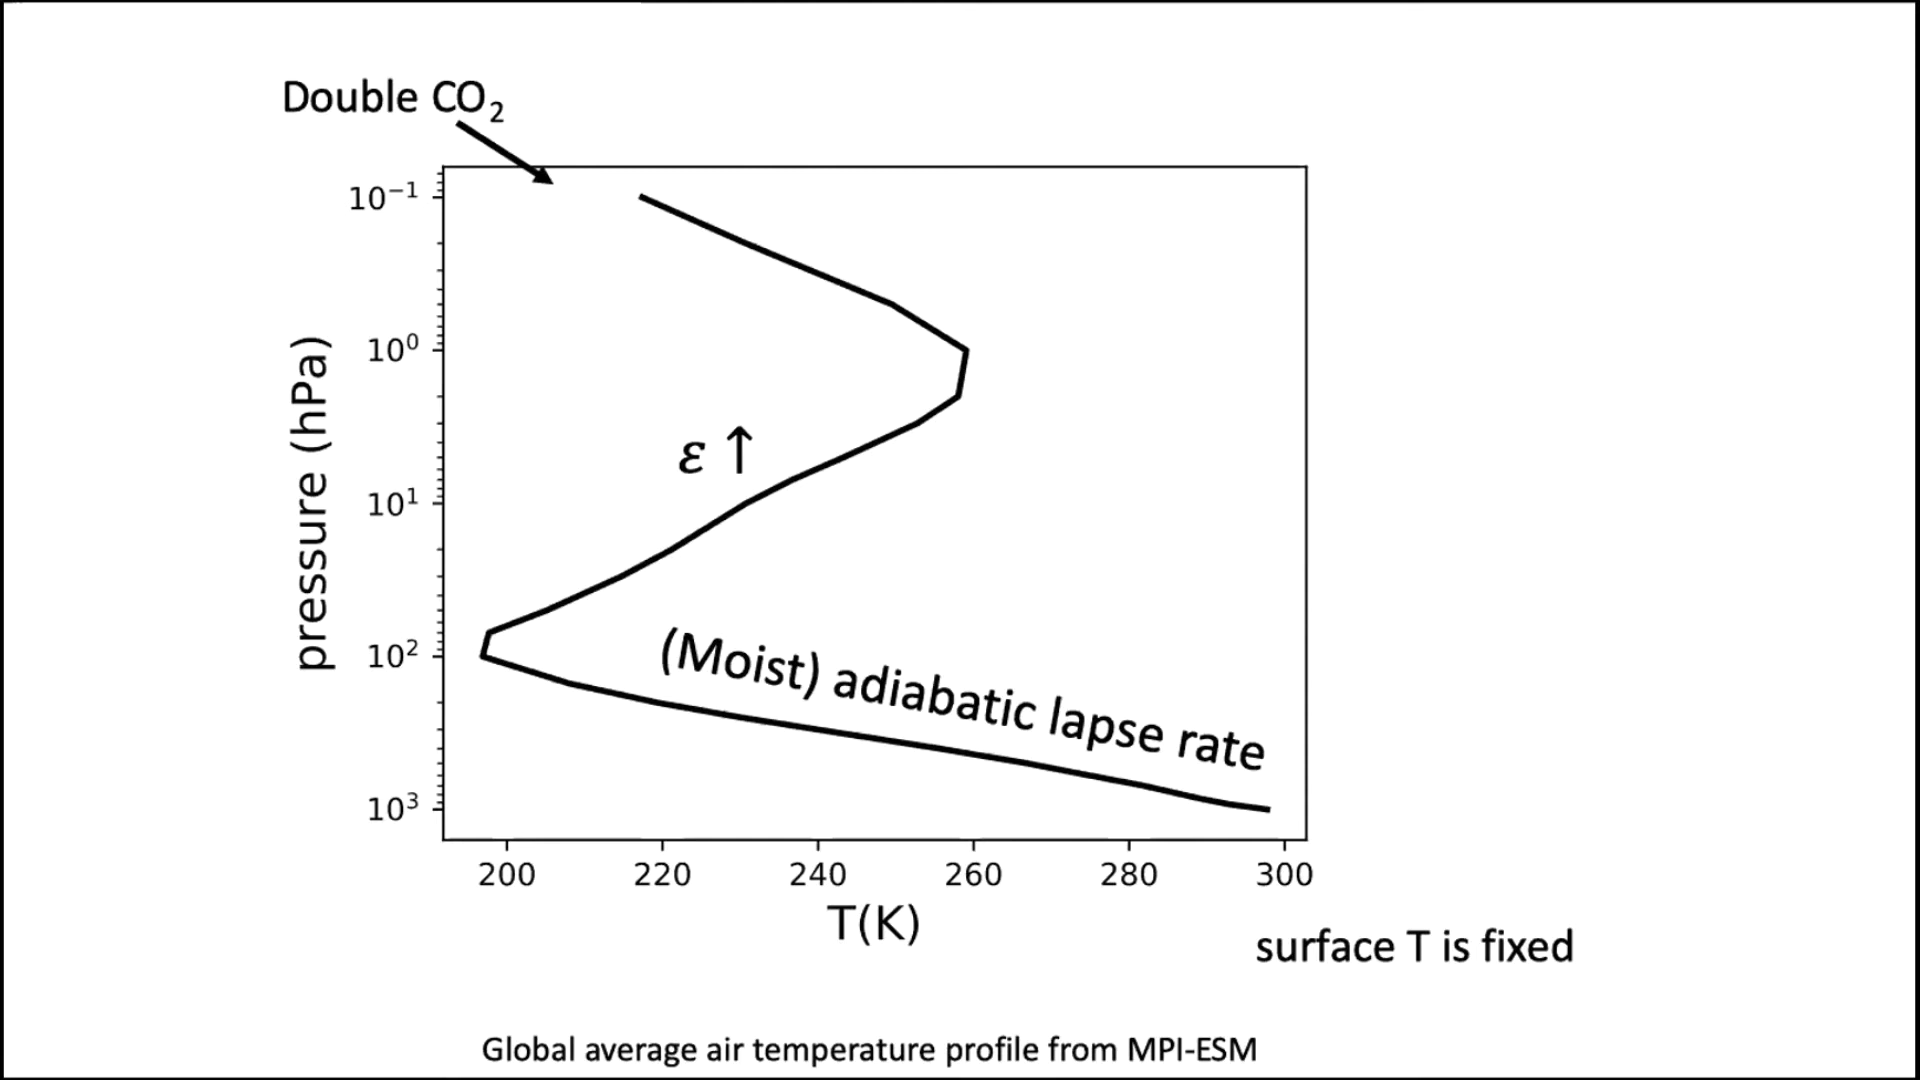 Double CO₂
10⁻¹
10⁰
10¹
10²
10³
pressure (hPa)
ε ↑
(Moist) adiabatic lapse rate
200 220 240 260 280 300
T(K)
surface T is fixed
Global average air temperature profile from MPI-ESM